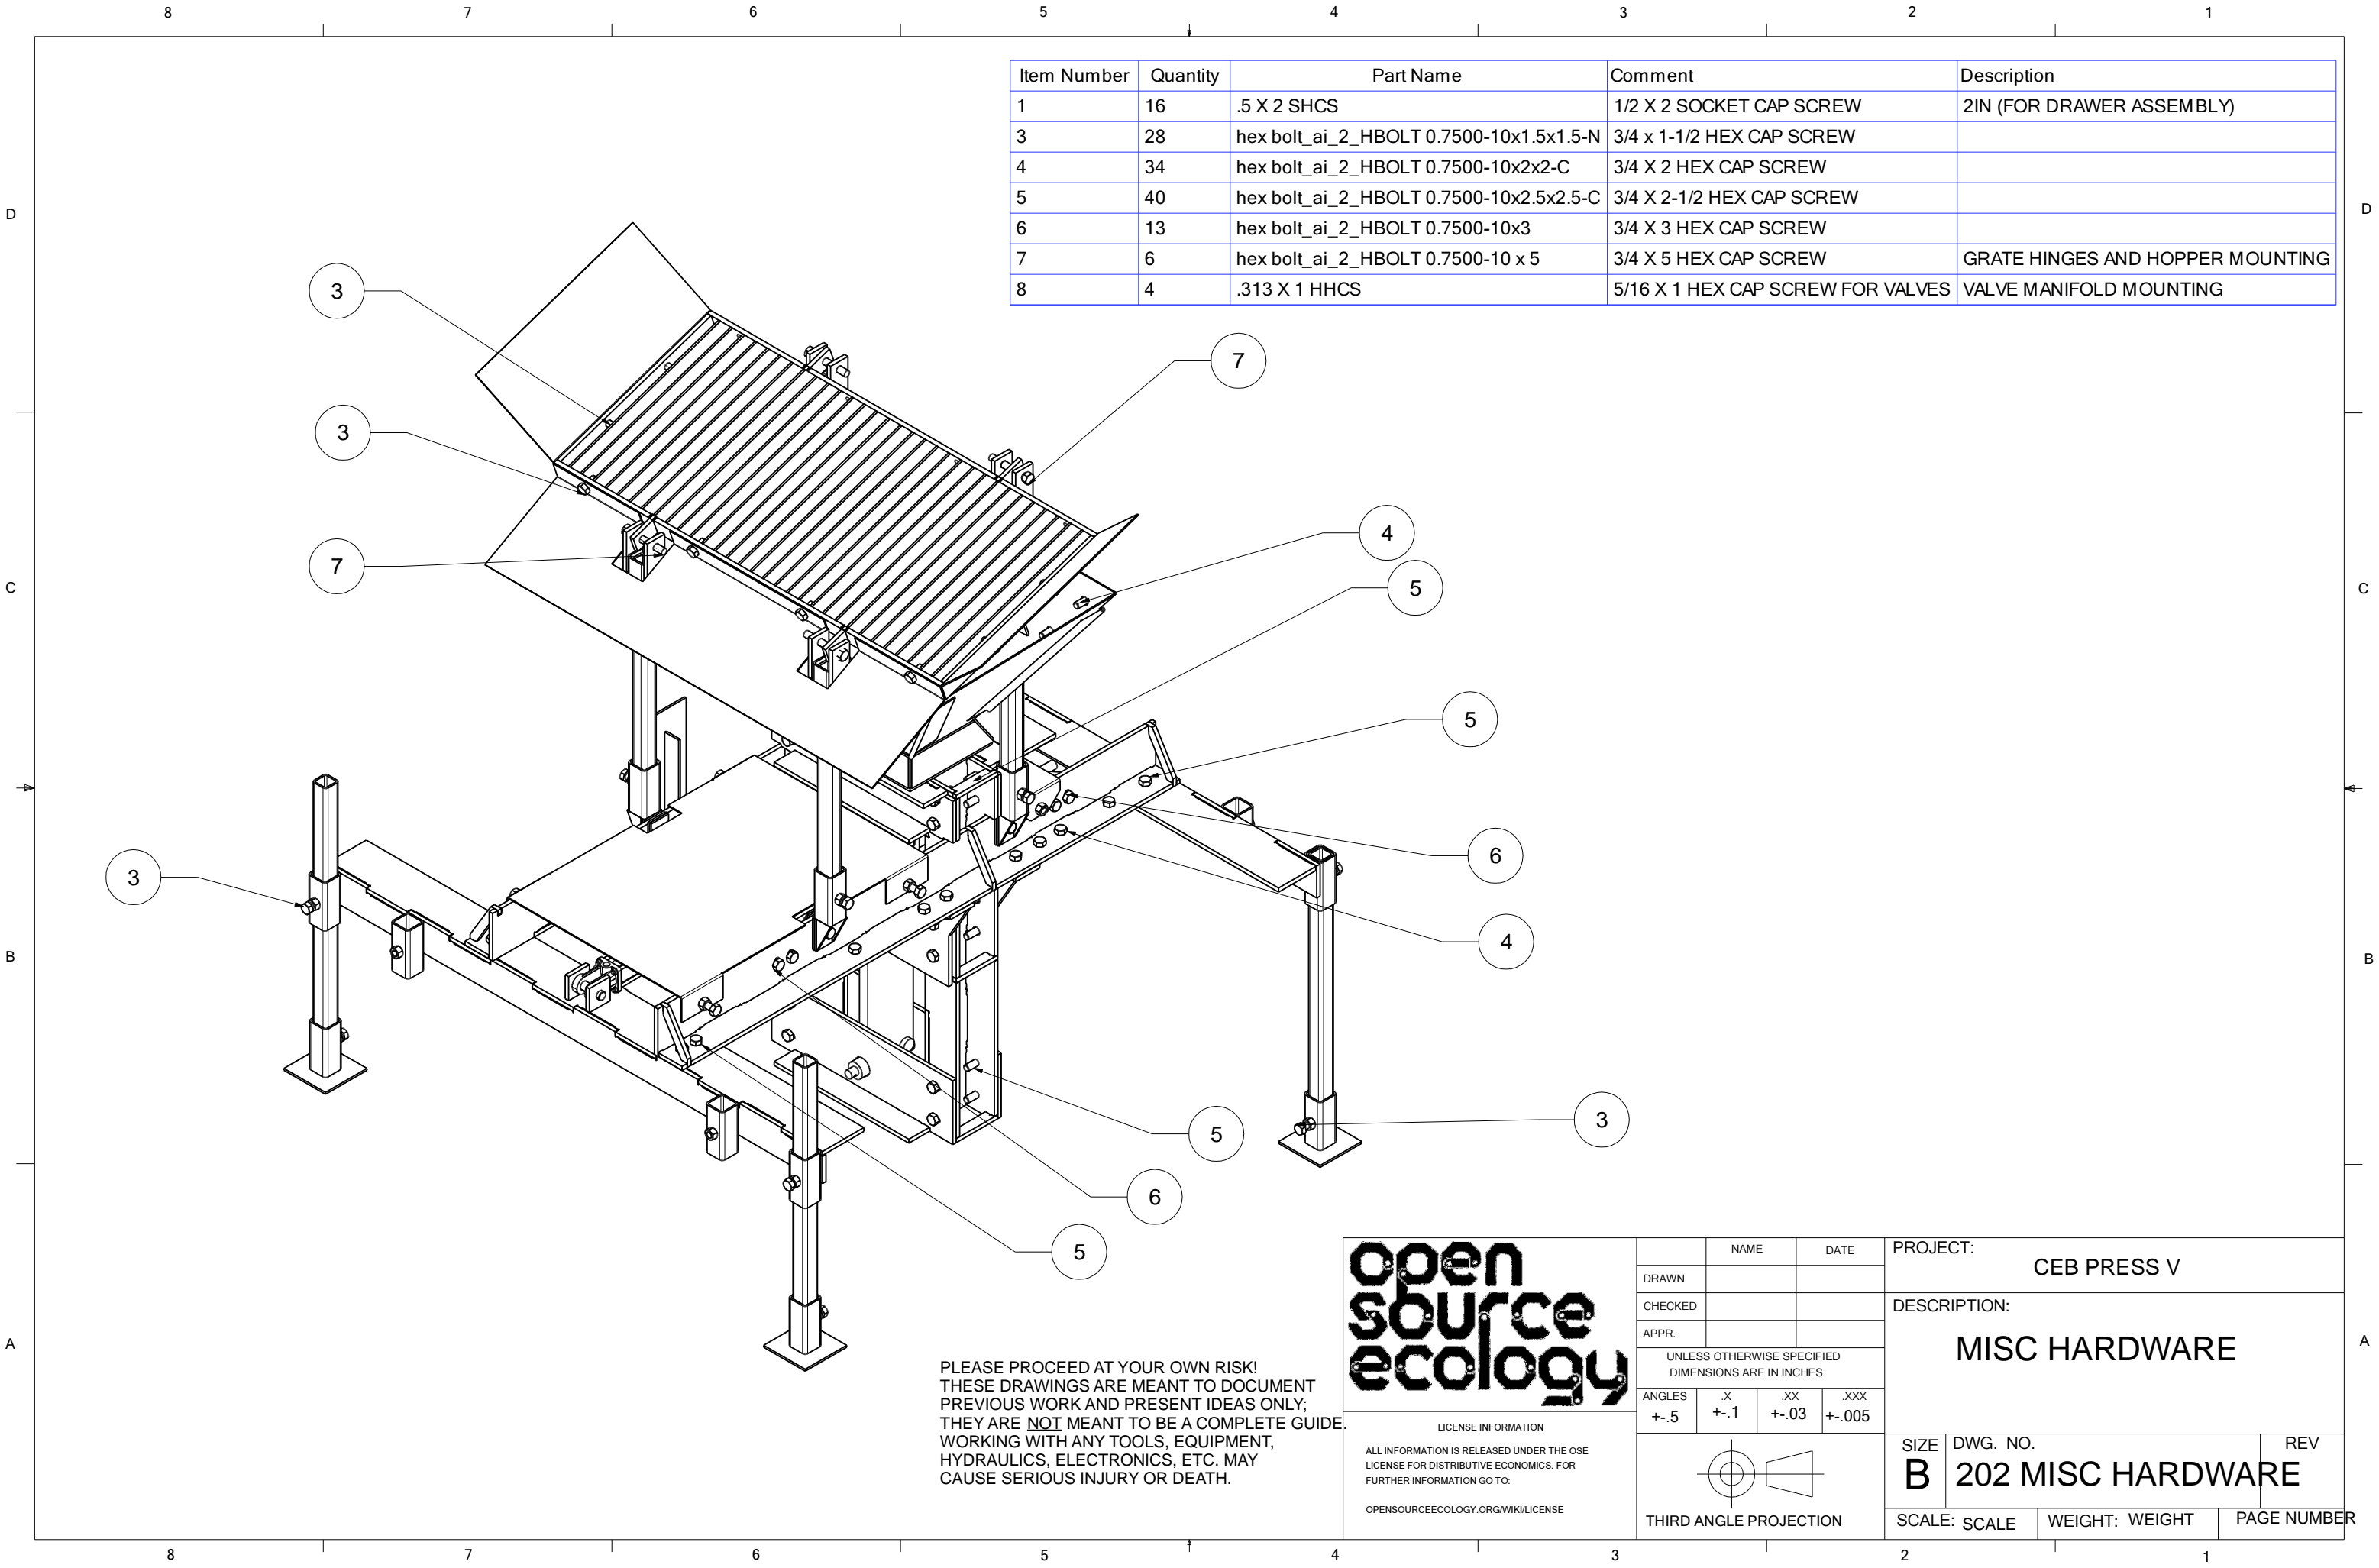 8 7 6 5 4 3 2 1
Item Number Quantity Part Name Comment Description
1 16 .5 X 2 SHCS 1/2 X 2 SOCKET CAP SCREW 2IN (FOR DRAWER ASSEMBLY)
3 28 hex bolt_ai_2_HBOLT 0.7500-10x1.5x1.5-N 3/4 x 1-1/2 HEX CAP SCREW
4 34 hex bolt_ai_2_HBOLT 0.7500-10x2x2-C 3/4 X 2 HEX CAP SCREW
5 40 hex bolt_ai_2_HBOLT 0.7500-10x2.5x2.5-C 3/4 X 2-1/2 HEX CAP SCREW
6 13 hex bolt_ai_2_HBOLT 0.7500-10x3 3/4 X 3 HEX CAP SCREW
7 6 hex bolt_ai_2_HBOLT 0.7500-10 x 5 3/4 X 5 HEX CAP SCREW GRATE HINGES AND HOPPER MOUNTING
8 4 .313 X 1 HHCS 5/16 X 1 HEX CAP SCREW FOR VALVES VALVE MANIFOLD MOUNTING
D D
3
7
3
4
7
5
C C
5
6
3
4
B B
3
5
6
5
A A
PLEASE PROCEED AT YOUR OWN RISK!
THESE DRAWINGS ARE MEANT TO DOCUMENT
PREVIOUS WORK AND PRESENT IDEAS ONLY;
THEY ARE NOT MEANT TO BE A COMPLETE GUIDE.
WORKING WITH ANY TOOLS, EQUIPMENT,
HYDRAULICS, ELECTRONICS, ETC. MAY
CAUSE SERIOUS INJURY OR DEATH.
open
source
ecology
LICENSE INFORMATION
ALL INFORMATION IS RELEASED UNDER THE OSE
LICENSE FOR DISTRIBUTIVE ECONOMICS. FOR
FURTHER INFORMATION GO TO:
OPENSOURCEECOLOGY.ORG/WIKI/LICENSE
NAME DATE
DRAWN
CHECKED
APPR.
UNLESS OTHERWISE SPECIFIED
DIMENSIONS ARE IN INCHES
ANGLES .X .XX .XXX
+-.5 +-.1 +-.03 +-.005
THIRD ANGLE PROJECTION
PROJECT:
CEB PRESS V
DESCRIPTION:
MISC HARDWARE
SIZE DWG. NO. REV
B 202 MISC HARDWARE
SCALE: SCALE WEIGHT: WEIGHT PAGE NUMBER
8 7 6 5 4 3 2 1